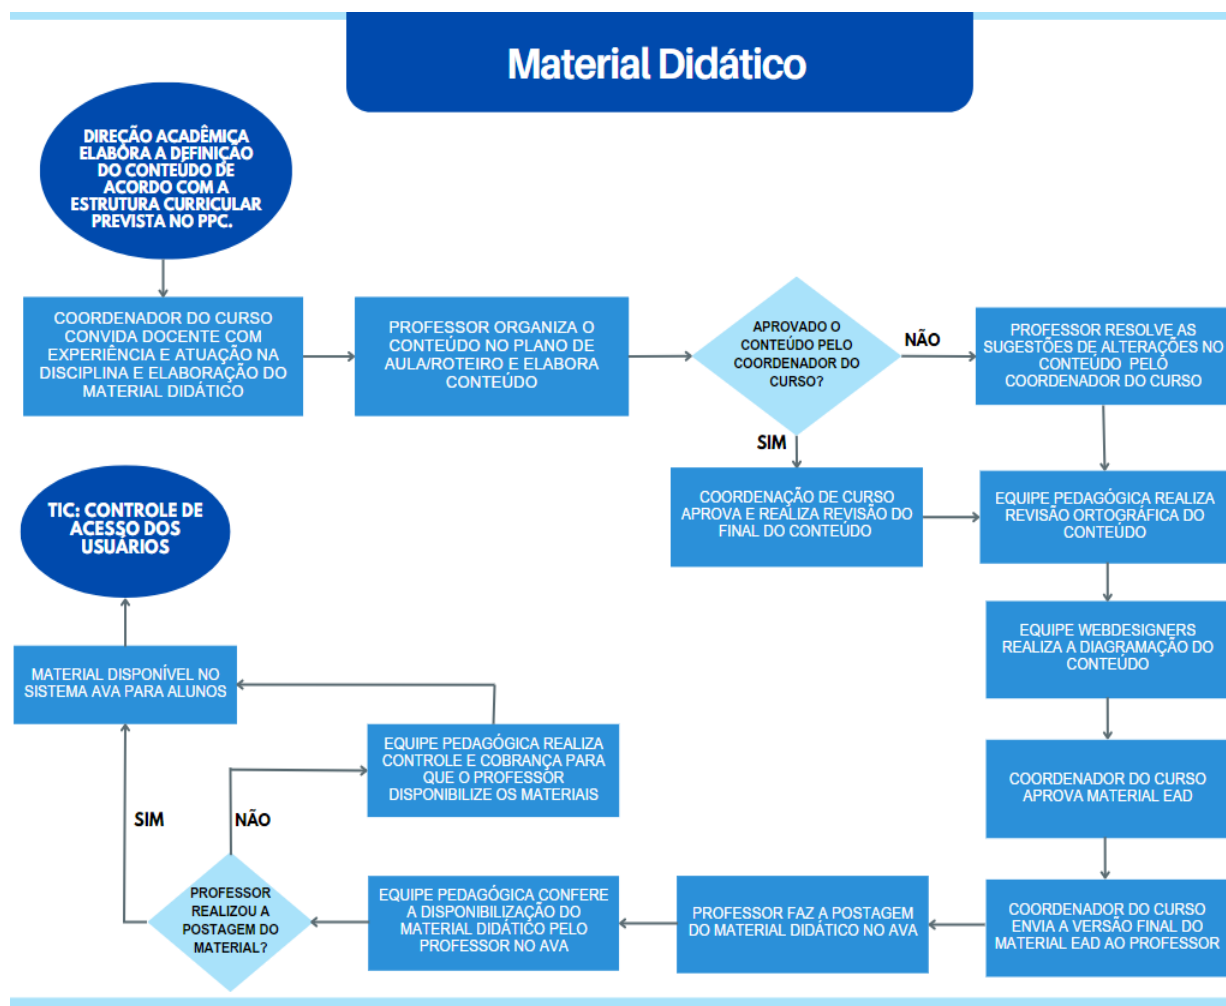 Material Didático
DIREÇÃO ACADÊMICA
ELABORA A DEFINIÇÃO
DO CONTEÚDO DE
ACORDO COM A
ESTRUTURA CURRICULAR
PREVISTA NO PPC.
COORDENADOR DO CURSO
CONVIDA DOCENTE COM
EXPERIÊNCIA E ATUAÇÃO NA
DISCIPLINA E ELABORAÇÃO DO
MATERIAL DIDÁTICO
PROFESSOR ORGANIZA O
CONTEÚDO NO PLANO DE
AULA/ROTEIRO E ELABORA
CONTEÚDO
APROVADO O
CONTEÚDO PELO
COORDENADOR DO
CURSO?
NÃO
PROFESSOR RESOLVE AS
SUGESTÕES DE ALTERAÇÕES NO
CONTEÚDO PELO
COORDENADOR DO CURSO
SIM
COORDENAÇÃO DE CURSO
APROVA E REALIZA REVISÃO DO
FINAL DO CONTEÚDO
EQUIPE PEDAGÓGICA REALIZA
REVISÃO ORTOGRÁFICA DO
CONTEÚDO
EQUIPE WEBDESIGNERS
REALIZA A DIAGRAMAÇÃO DO
CONTEÚDO
COORDENADOR DO CURSO
APROVA MATERIAL EAD
COORDENADOR DO CURSO
ENVIA A VERSÃO FINAL DO
MATERIAL EAD AO PROFESSOR
PROFESSOR FAZ A POSTAGEM
DO MATERIAL DIDÁTICO NO AVA
EQUIPE PEDAGÓGICA CONFERE
A DISPONIBILIZAÇÃO DO
MATERIAL DIDÁTICO PELO
PROFESSOR NO AVA
PROFESSOR
REALIZOU A
POSTAGEM DO
MATERIAL?
NÃO
EQUIPE PEDAGÓGICA REALIZA
CONTROLE E COBRANÇA PARA
QUE O PROFESSOR
DISPONIBILIZE OS MATERIAIS
SIM
MATERIAL DISPONÍVEL NO
SISTEMA AVA PARA ALUNOS
TIC: CONTROLE DE
ACESSO DOS
USUÁRIOS